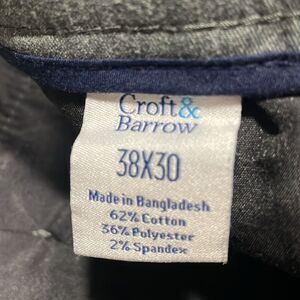 Croft&
Barrow
38X30
Made in Bangladesh
62% Cotton
36% Polyester
2% Spandex